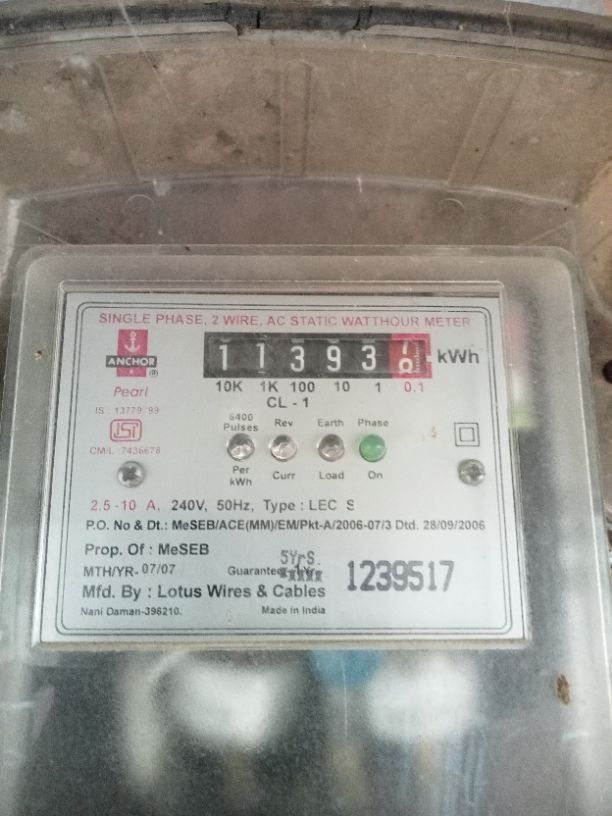 SINGLE PHASE, 2 WIRE, AC STATIC WATTHOUR METER
ANCHOR ®
Pearl
1 1 3 9 3 kWh
10K 1K 100 10 1 0.1
CL - 1
IS : 13779 '99
ISI
CM/L :7436678
6400 Pulses Per kWh
Rev Curr
Earth Load
Phase On
2.5 -10 A, 240V, 50Hz, Type : LEC S
P.O. No & Dt.: MeSEB/ACE(MM)/EM/Pkt-A/2006-07/3 Dtd. 28/09/2006
Prop. Of : MeSEB
MTH/YR- 07/07 Guarantee 5Yrs.
1239517
Mfd. By : Lotus Wires & Cables
Nani Daman-396210. Made in India